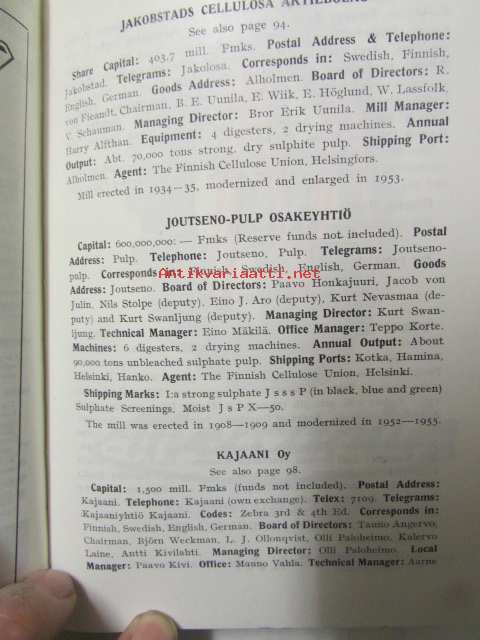 JAKOBSTADS CELLULOSA AKTIEBOLAG
See also page 94.
Share Capital: 403,7 mill. Fmks. Postal Address & Telephone:
Jakobstad. Telegrams: Jakolosa. Corresponds in: Swedish, Finnish,
English, German. Goods Address: Alholmen. Board of Directors: R.
von Fieandt, Chairman, B. E. Uunila, E. Wiik, E. Höglund, W. Lassfolk,
V. Schauman. Managing Director: Bror Erik Uunila. Mill Manager:
Harry Alfthan. Equipment: 4 digesters, 2 drying machines. Annual
Output: Abt. 70,000 tons strong, dry sulphite pulp. Shipping Port:
Alholmen. Agent: The Finnish Cellulose Union, Helsingfors.
Mill erected in 1934—35, modernized and enlarged in 1953.
JOUTSENO-PULP OSAKEYHTIÖ
Capital: 600,000,000: — Fmks (Reserve funds not included). Postal
Address: Pulp. Telephone: Joutseno, Pulp. Telegrams: Joutseno-
pulp. Corresponds in: Finnish, Swedish, English, German. Goods
Antikvariaatti.net
Address: Joutseno. Board of Directors: Paavo Honkajuuri, Jacob von
Julin, Nils Stolpe (deputy), Eino J. Aro (deputy), Kurt Nevasmaa (de-
puty) and Kurt Swanljung (deputy). Managing Director: Kurt Swan-
ljung. Technical Manager: Eino Mäkilä. Office Manager: Teppo Korte.
Machines: 6 digesters, 2 drying machines. Annual Output: About
90,000 tons unbleached sulphate pulp. Shipping Ports: Kotka, Hamina,
Helsinki, Hanko. Agent: The Finnish Cellulose Union, Helsinki.
Shipping Marks: I:a strong sulphate J s s s P (in black, blue and green)
Sulphate Screenings, Moist J s P X—50.
The mill was erected in 1908—1909 and modernized in 1952—1955.
KAJAANI Oy
See also page 98.
Capital: 1,500 mill. Fmks (funds not included). Postal Address:
Kajaani. Telephone: Kajaani (own exchange). Telex: 7109. Telegrams:
Kajaaniyhtiö Kajaani. Codes: Zebra 3rd & 4th Ed. Corresponds in:
Finnish, Swedish, English, German. Board of Directors: Tauno Angervo,
Chairman, Björn Weckman, L. J. Ollonqvist, Olli Paloheimo, Kalervo
Laine, Antti Kivilahti. Managing Director: Olli Paloheimo. Local
Manager: Paavo Kivi. Office: Mauno Vahla. Technical Manager: Aarne